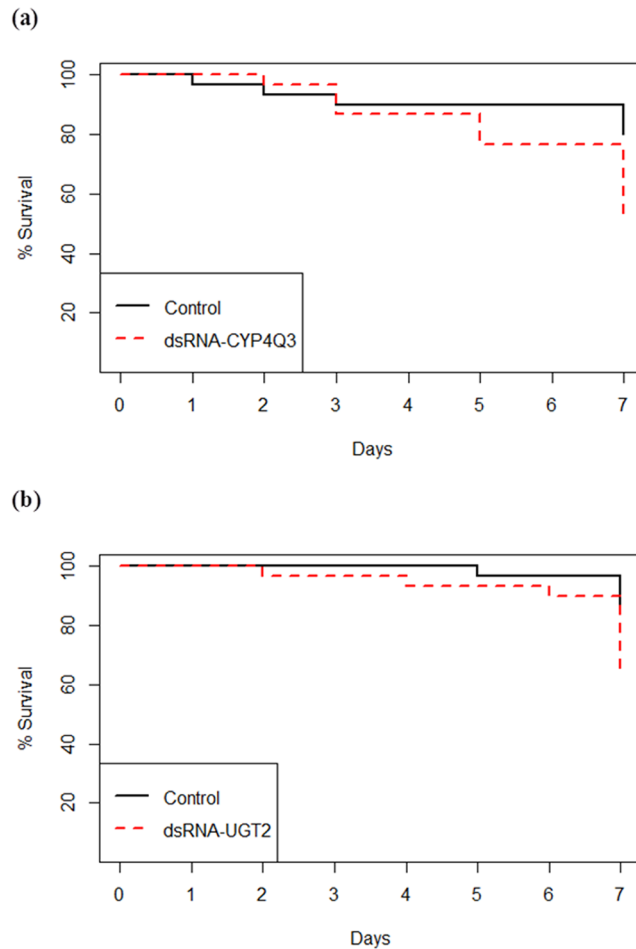 (a)
100
80
60
40
20
% Survival
Control
dsRNA-CYP4Q3
0 1 2 3 4 5 6 7
Days
(b)
100
80
60
40
20
% Survival
Control
dsRNA-UGT2
0 1 2 3 4 5 6 7
Days